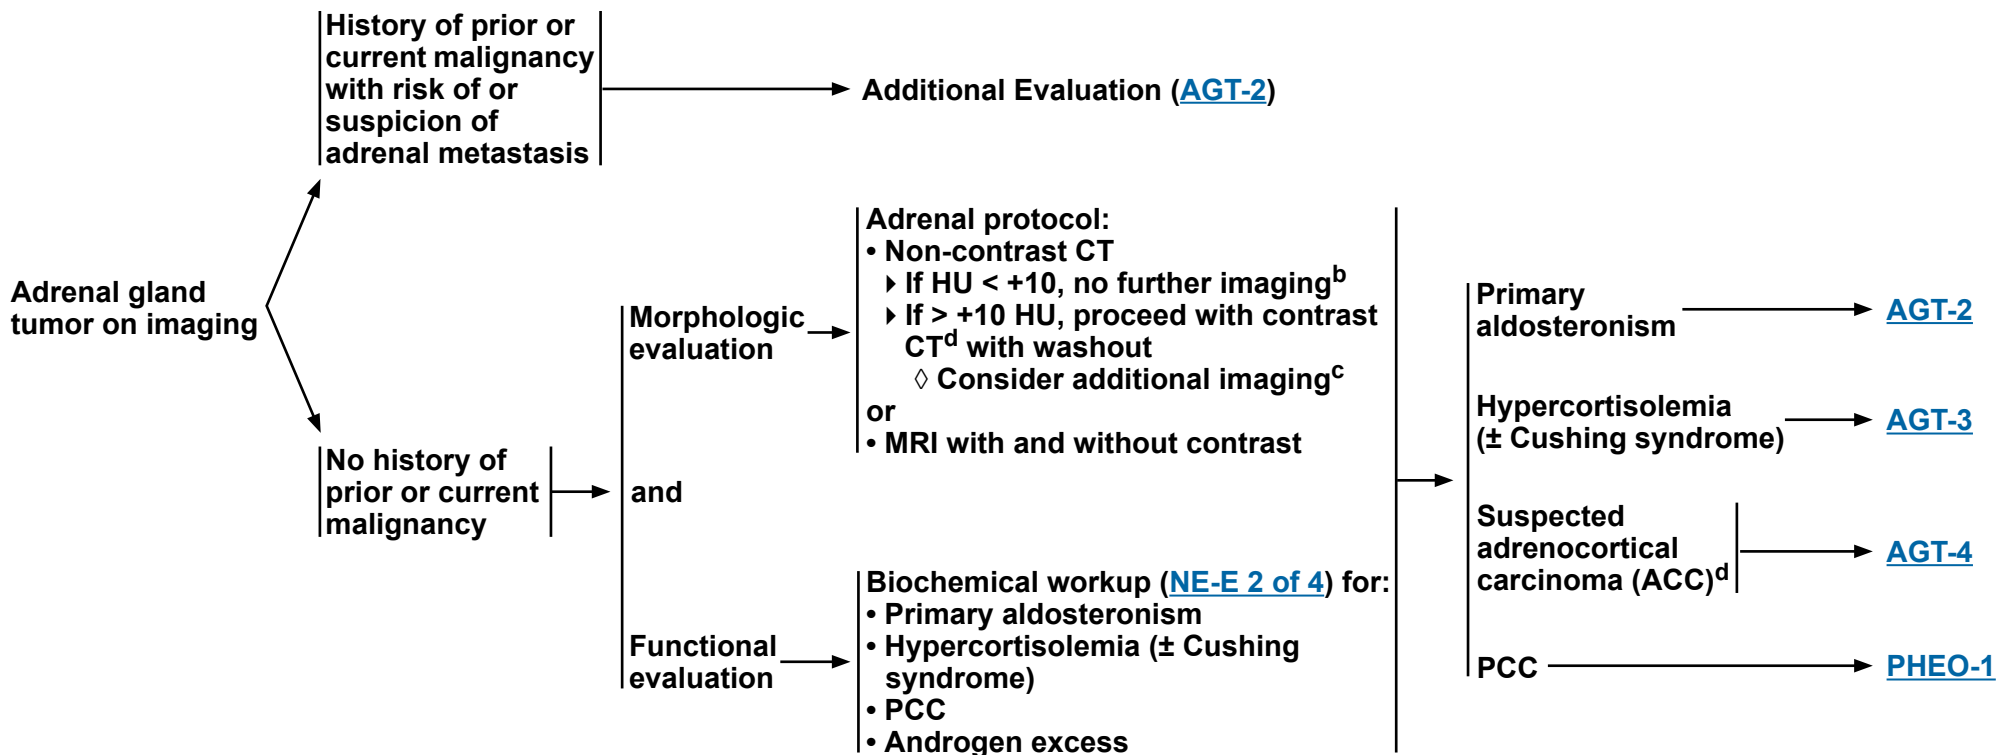 Adrenal gland
tumor on imaging
History of prior or
current malignancy
with risk of or
suspicion of
adrenal metastasis
Additional Evaluation (AGT-2)
No history of
prior or current
malignancy
Morphologic
evaluation
and
Functional
evaluation
Adrenal protocol:
• Non-contrast CT
▸ If HU < +10, no further imaging^b
▸ If > +10 HU, proceed with contrast
CT^d with washout
◊ Consider additional imaging^c
or
• MRI with and without contrast
Biochemical workup (NE-E 2 of 4) for:
• Primary aldosteronism
• Hypercortisolemia (± Cushing
syndrome)
• PCC
• Androgen excess
Primary
aldosteronism
AGT-2
Hypercortisolemia
(± Cushing syndrome)
AGT-3
Suspected
adrenocortical
carcinoma (ACC)^d
AGT-4
PCC
PHEO-1